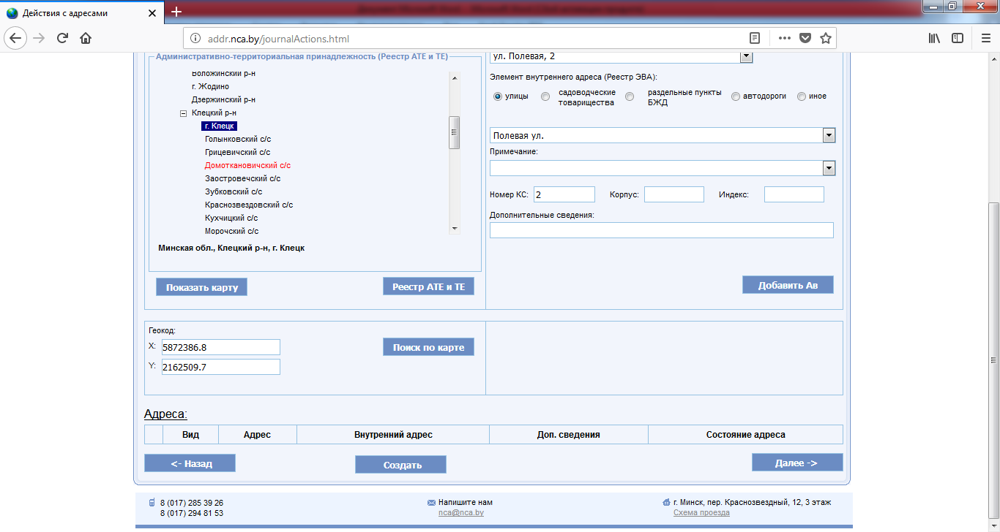 Действия с адресами
addr.nca.by/journalActions.html
Административно-территориальная принадлежность (Реестр АТЕ и ТЕ)
Воложинский р-н
г. Жодино
Дзержинский р-н
Клецкий р-н
г. Клецк
Голынковский с/с
Грицевичский с/с
Домоткановичский с/с
Заостровечский с/с
Зубковский с/с
Краснозвездовский с/с
Кухчицкий с/с
Морочский с/с
Минская обл., Клецкий р-н, г. Клецк
Показать карту
Реестр АТЕ и ТЕ
ул. Полевая, 2
Элемент внутреннего адреса (Реестр ЭВА):
улицы
садоводческие товарищества
раздельные пункты БЖД
автодороги
иное
Полевая ул.
Примечание:
Номер КС: 2 Корпус: Индекс:
Дополнительные сведения:
Добавить Ав
Геокод:
X: 5872386.8
Y: 2162509.7
Поиск по карте
Адреса:
Вид Адрес Внутренний адрес Доп. сведения Состояние адреса
<- Назад Создать Далее ->
8 (017) 285 39 26
8 (017) 294 81 53
Напишите нам
nca@nca.by
г. Минск, пер. Краснозвездный, 12, 3 этаж
Схема проезда